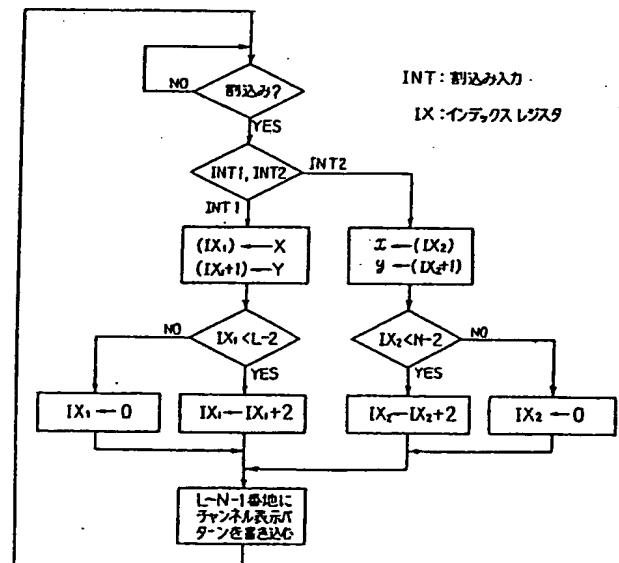 INT: 割込み入力
IX:インデックスレジスタ
割込み?
NO
YES
INT1, INT2
INT2
INT1
(IX₁) ← X
(IX₁+1) ← Y
x ← (IX₂)
y ← (IX₂+1)
IX₁<L-2
NO
YES
IX₂<N-2
NO
YES
IX₁ ← 0
IX₁ ← IX₁+2
IX₂ ← IX₂+2
IX₂ ← 0
L~N-1番地に
チャンネル表示パ
ターンを書き込む